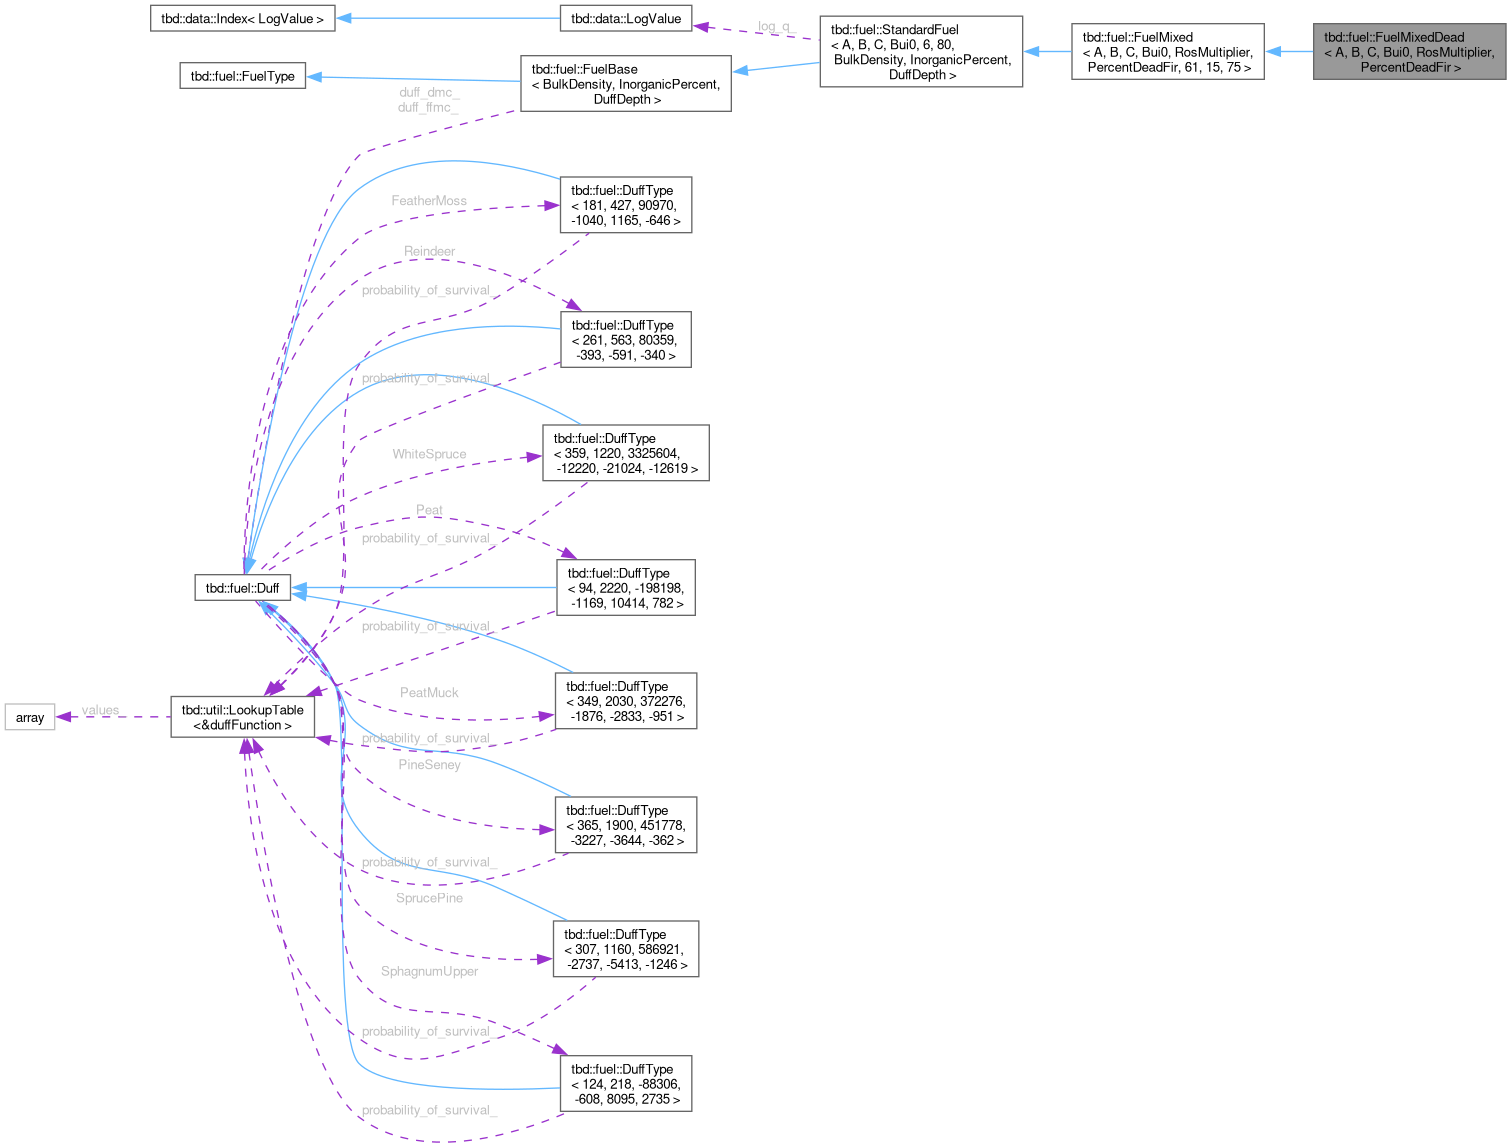 tbd::data::Index< LogValue >
tbd::data::LogValue
log_q_
tbd::fuel::StandardFuel
< A, B, C, Bui0, 6, 80,
BulkDensity, InorganicPercent,
DuffDepth >
tbd::fuel::FuelMixed
< A, B, C, Bui0, RosMultiplier,
PercentDeadFir, 61, 15, 75 >
tbd::fuel::FuelMixedDead
< A, B, C, Bui0, RosMultiplier,
PercentDeadFir >
tbd::fuel::FuelType
tbd::fuel::FuelBase
< BulkDensity, InorganicPercent,
DuffDepth >
duff_dmc_
duff_ffmc_
tbd::fuel::DuffType
< 181, 427, 90970,
-1040, 1165, -646 >
FeatherMoss
Reindeer
probability_of_survival_
tbd::fuel::DuffType
< 261, 563, 80359,
-393, -591, -340 >
probability_of_survival_
tbd::fuel::DuffType
< 359, 1220, 3325604,
-12220, -21024, -12619 >
WhiteSpruce
Peat
probability_of_survival_
tbd::fuel::DuffType
< 94, 2220, -198198,
-1169, 10414, 782 >
tbd::fuel::Duff
probability_of_survival_
tbd::fuel::DuffType
< 349, 2030, 372276,
-1876, -2833, -951 >
PeatMuck
array
values
tbd::util::LookupTable
<&duffFunction >
probability_of_survival_
PineSeney
tbd::fuel::DuffType
< 365, 1900, 451778,
-3227, -3644, -362 >
probability_of_survival_
SprucePine
tbd::fuel::DuffType
< 307, 1160, 586921,
-2737, -5413, -1246 >
SphagnumUpper
probability_of_survival_
tbd::fuel::DuffType
< 124, 218, -88306,
-608, 8095, 2735 >
probability_of_survival_